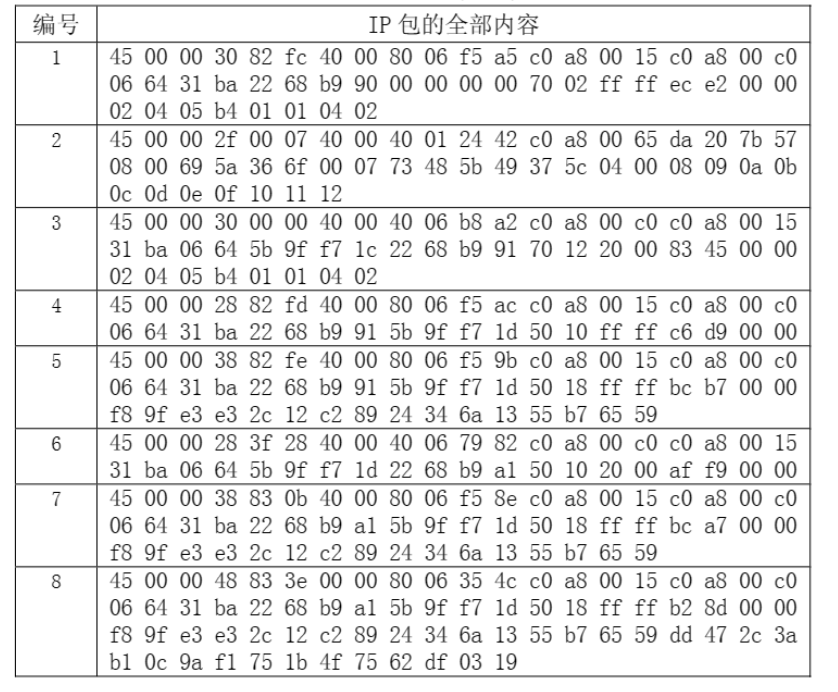 编号 IP 包的全部内容
1 45 00 00 30 82 fc 40 00 80 06 f5 a5 c0 a8 00 15 c0 a8 00 c0
06 64 31 ba 22 68 b9 90 00 00 00 00 70 02 ff ff ec e2 00 00
02 04 05 b4 01 01 04 02
2 45 00 00 2f 00 07 40 00 40 01 24 42 c0 a8 00 65 da 20 7b 57
08 00 69 5a 36 6f 00 07 73 48 5b 49 37 5c 04 00 08 09 0a 0b
0c 0d 0e 0f 10 11 12
3 45 00 00 30 00 00 40 00 40 06 b8 a2 c0 a8 00 c0 c0 a8 00 15
31 ba 06 64 5b 9f f7 1c 22 68 b9 91 70 12 20 00 83 45 00 00
02 04 05 b4 01 01 04 02
4 45 00 00 28 82 fd 40 00 80 06 f5 ac c0 a8 00 15 c0 a8 00 c0
06 64 31 ba 22 68 b9 91 5b 9f f7 1d 50 10 ff ff c6 d9 00 00
5 45 00 00 38 82 fe 40 00 80 06 f5 9b c0 a8 00 15 c0 a8 00 c0
06 64 31 ba 22 68 b9 91 5b 9f f7 1d 50 18 ff ff bc b7 00 00
f8 9f e3 e3 2c 12 c2 89 24 34 6a 13 55 b7 65 59
6 45 00 00 28 3f 28 40 00 40 06 79 82 c0 a8 00 c0 c0 a8 00 15
31 ba 06 64 5b 9f f7 1d 22 68 b9 a1 50 10 20 00 af f9 00 00
7 45 00 00 38 83 0b 40 00 80 06 f5 8e c0 a8 00 15 c0 a8 00 c0
06 64 31 ba 22 68 b9 a1 5b 9f f7 1d 50 18 ff ff bc a7 00 00
f8 9f e3 e3 2c 12 c2 89 24 34 6a 13 55 b7 65 59
8 45 00 00 48 83 3e 00 00 80 06 35 4c c0 a8 00 15 c0 a8 00 c0
06 64 31 ba 22 68 b9 a1 5b 9f f7 1d 50 18 ff ff b2 8d 00 00
f8 9f e3 e3 2c 12 c2 89 24 34 6a 13 55 b7 65 59 dd 47 2c 3a
b1 0c 9a f1 75 1b 4f 75 62 df 03 19